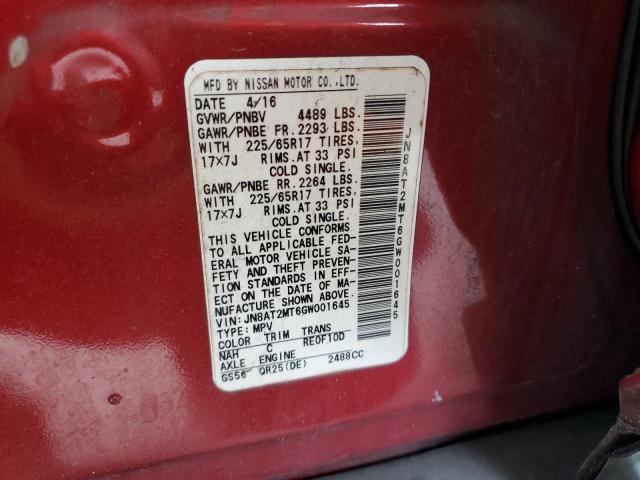 MFD BY NISSAN MOTOR CO.,LTD.
DATE 4/16
GVWR/PNBV 4489 LBS.
GAWR/PNBE FR.2293 LBS.
WITH 225/65R17 TIRES.
17×7J RIMS.AT 33 PSI
COLD SINGLE.
GAWR/PNBE RR.2264 LBS.
WITH 225/65R17 TIRES.
17×7J RIMS.AT 33 PSI
COLD SINGLE.
THIS VEHICLE CONFORMS
TO ALL APPLICABLE FED-
ERAL MOTOR VEHICLE SA-
FETY AND THEFT PREVEN-
TION STANDARDS IN EFF-
ECT ON THE DATE OF MA-
NUFACTURE SHOWN ABOVE.
VIN:JN8AT2MT6GW001645
TYPE:MPV
COLOR TRIM TRANS
NAH C RE0F10D
AXLE ENGINE
GS56 QR25(DE) 2488CC
JN8AT2MT6GW001645